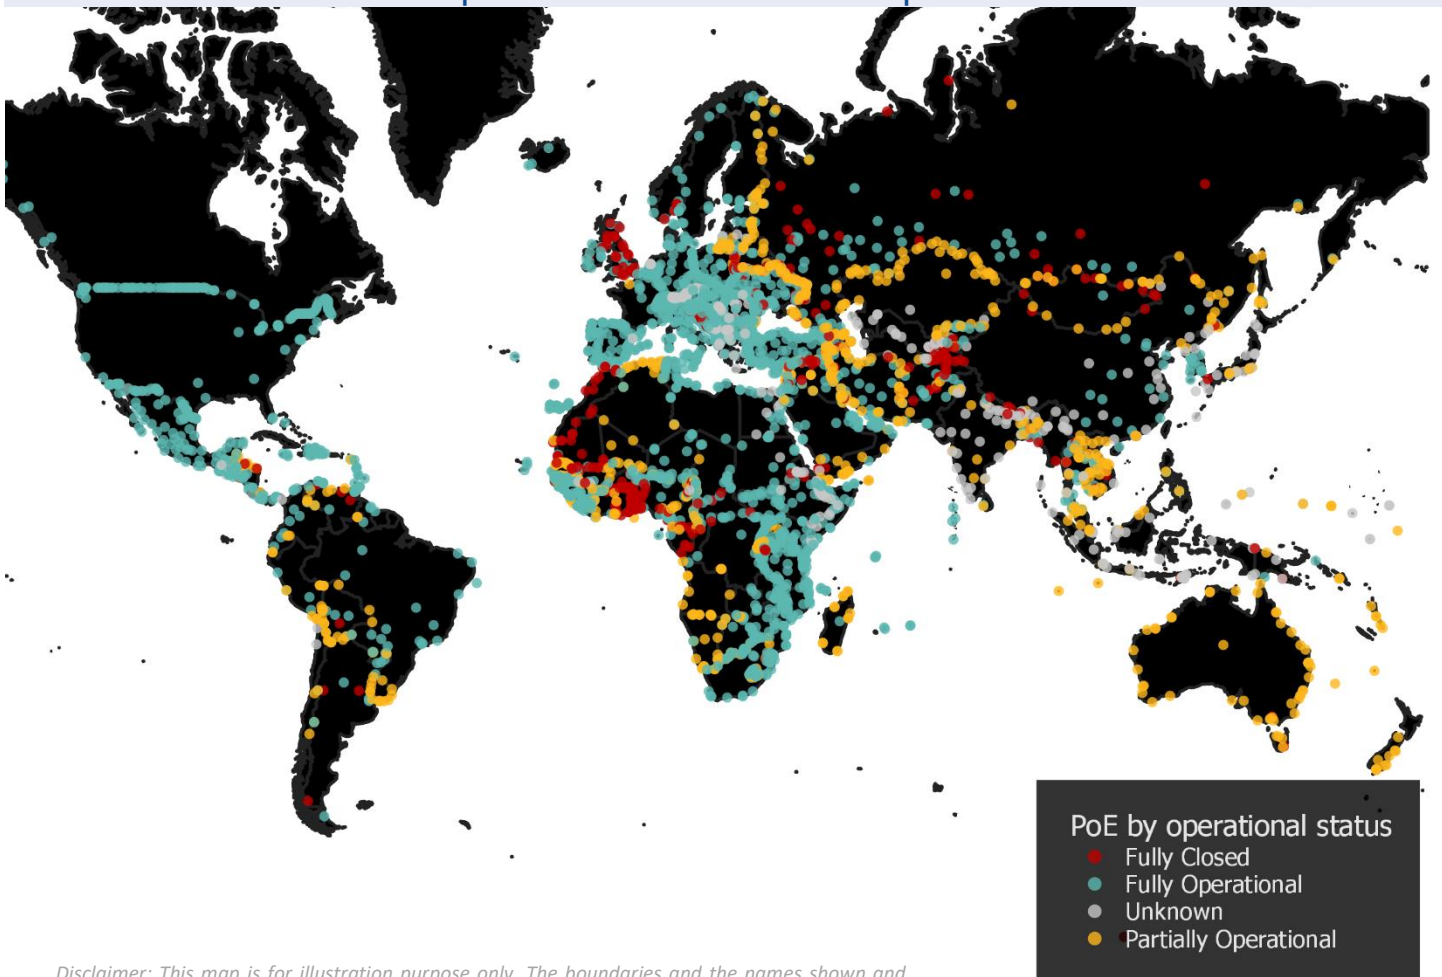 PoE by operational status
Fully Closed
Fully Operational
Unknown
Partially Operational
Disclaimer: This map is for illustration purpose only. The boundaries and the names shown and